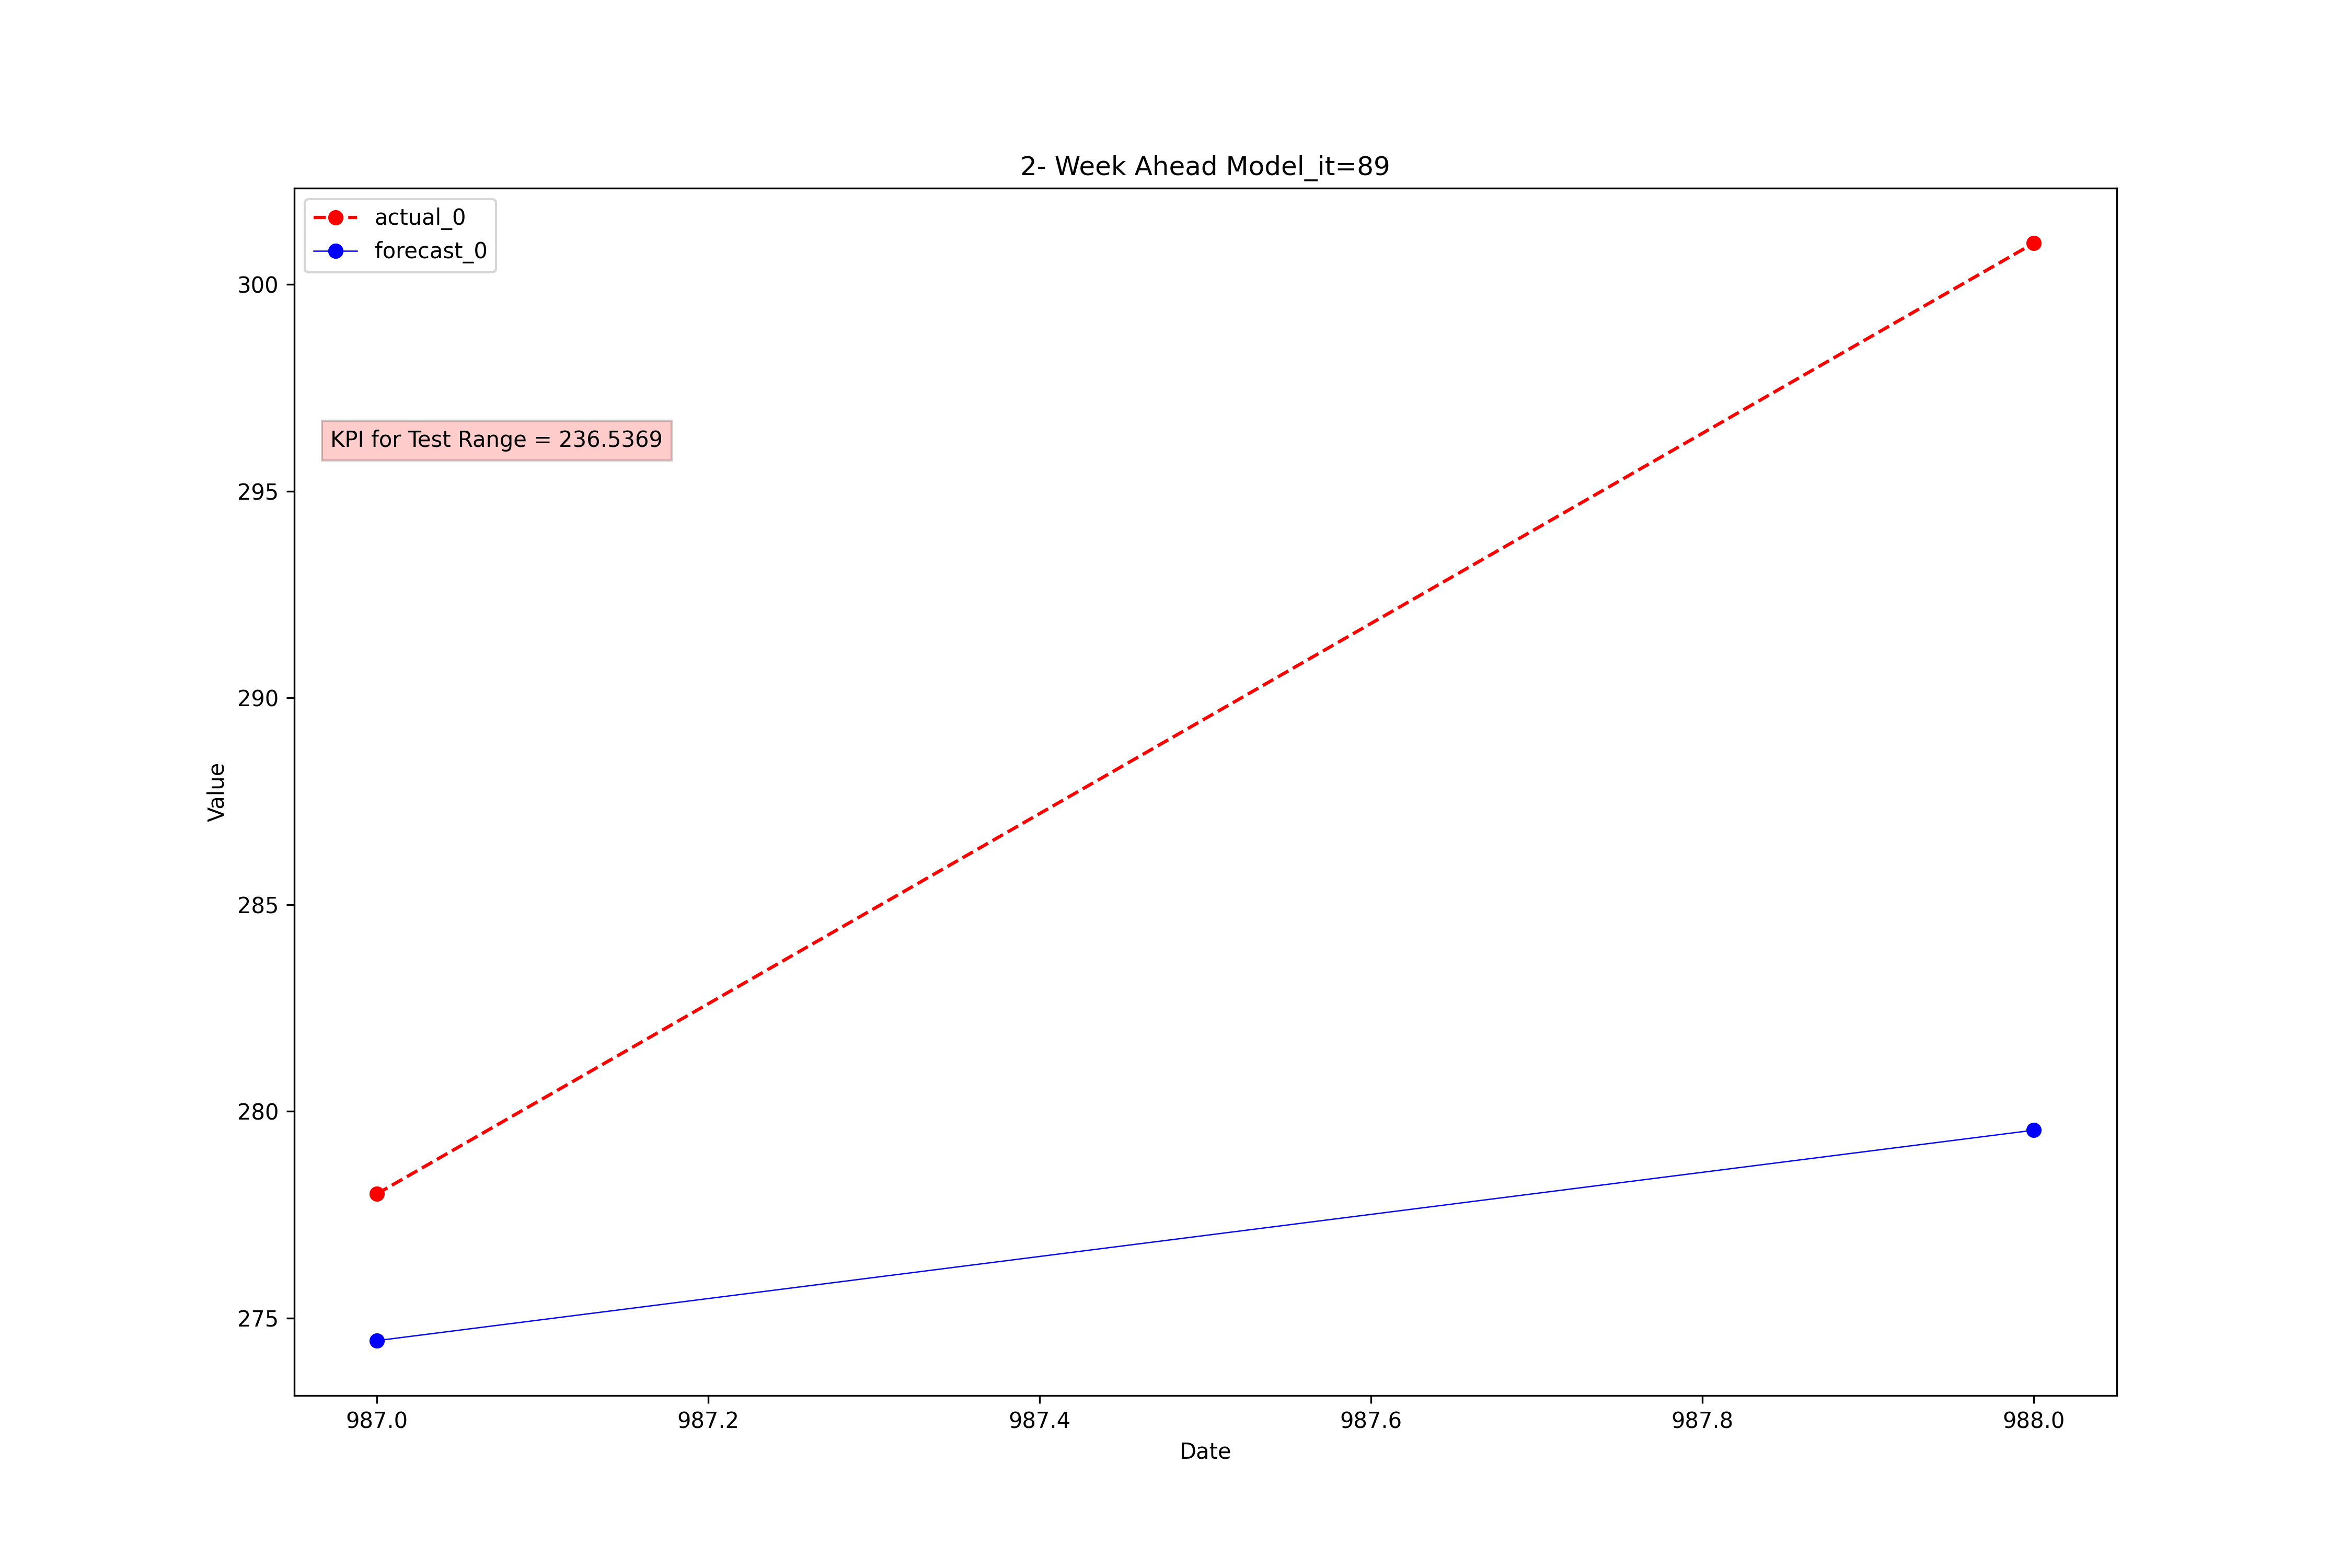 2- Week Ahead Model_it=89
actual_0
forecast_0
KPI for Test Range = 236.5369
300
295
290
285
280
275
Value
987.0 987.2 987.4 987.6 987.8 988.0
Date